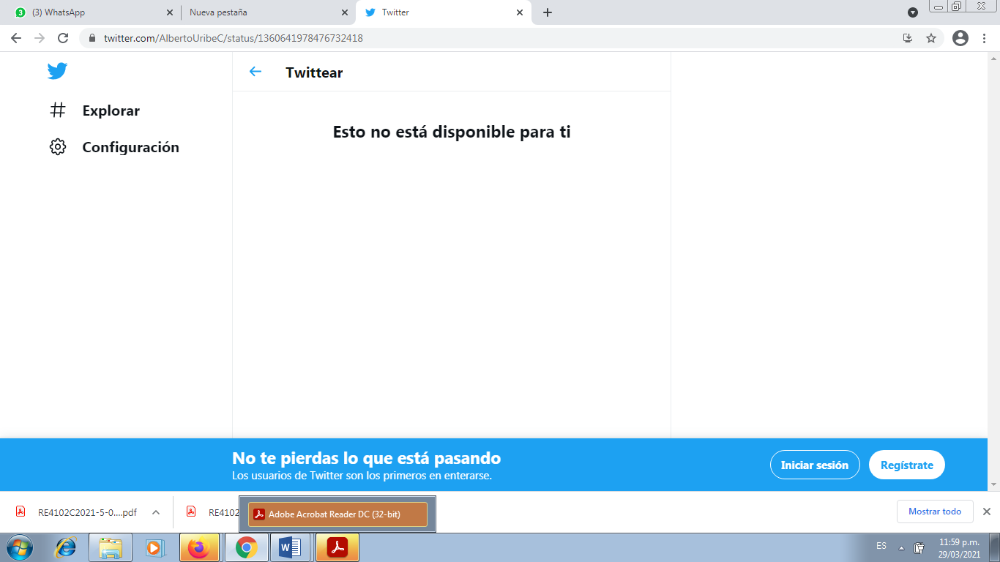 (3) WhatsApp
Nueva pestaña
Twitter
twitter.com/AlbertoUribeC/status/1360641978476732418
Twittear
Explorar
Configuración
Esto no está disponible para ti
No te pierdas lo que está pasando
Los usuarios de Twitter son los primeros en enterarse.
Iniciar sesión
Regístrate
RE4102C2021-5-0....pdf
RE4102
Adobe Acrobat Reader DC (32-bit)
Mostrar todo
ES
11:59 p.m.
29/03/2021